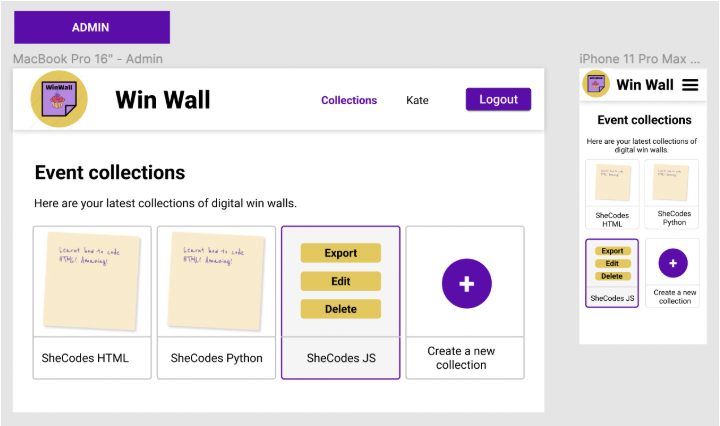 ADMIN
MacBook Pro 16" - Admin
WinWall
Win Wall
Collections
Kate
Logout
Event collections
Here are your latest collections of digital win walls.
Learnt how to code
HTML! Amazing!
SheCodes HTML
Learnt how to code
HTML! Amazing!
SheCodes Python
Export
Edit
Delete
SheCodes JS
+
Create a new
collection
iPhone 11 Pro Max ...
Win Wall
Event collections
Here are your latest collections of
digital win walls.
SheCodes
HTML
SheCodes
Python
Export
Edit
Delete
SheCodes JS
+
Create a new
collection